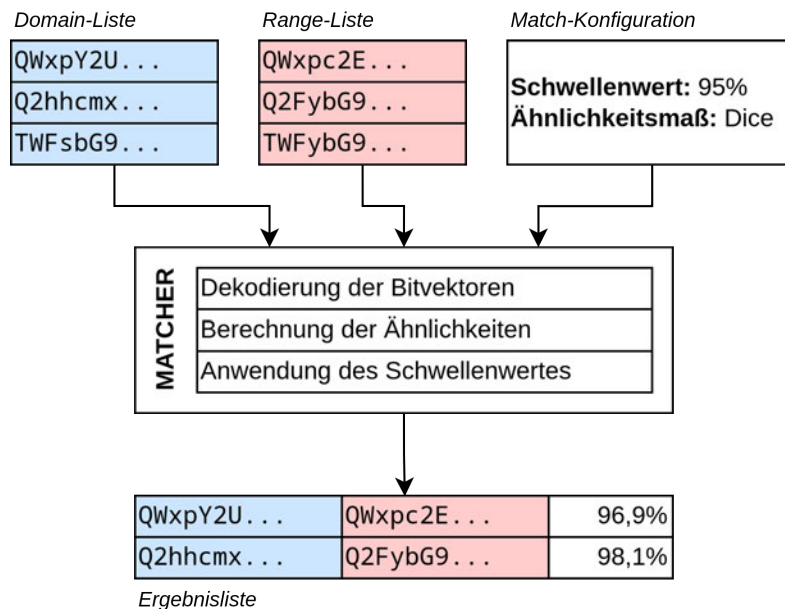 Domain-Liste
Range-Liste
Match-Konfiguration
QWxpY2U...
Q2hhcmx...
TWFsbG9...
QWxpc2E...
Q2FybG9...
TWFybG9...
Schwellenwert: 95%
Ähnlichkeitsmaß: Dice
MATCHER
Dekodierung der Bitvektoren
Berechnung der Ähnlichkeiten
Anwendung des Schwellenwertes
QWxpY2U... QWxpc2E... 96,9%
Q2hhcmx... Q2FybG9... 98,1%
Ergebnisliste